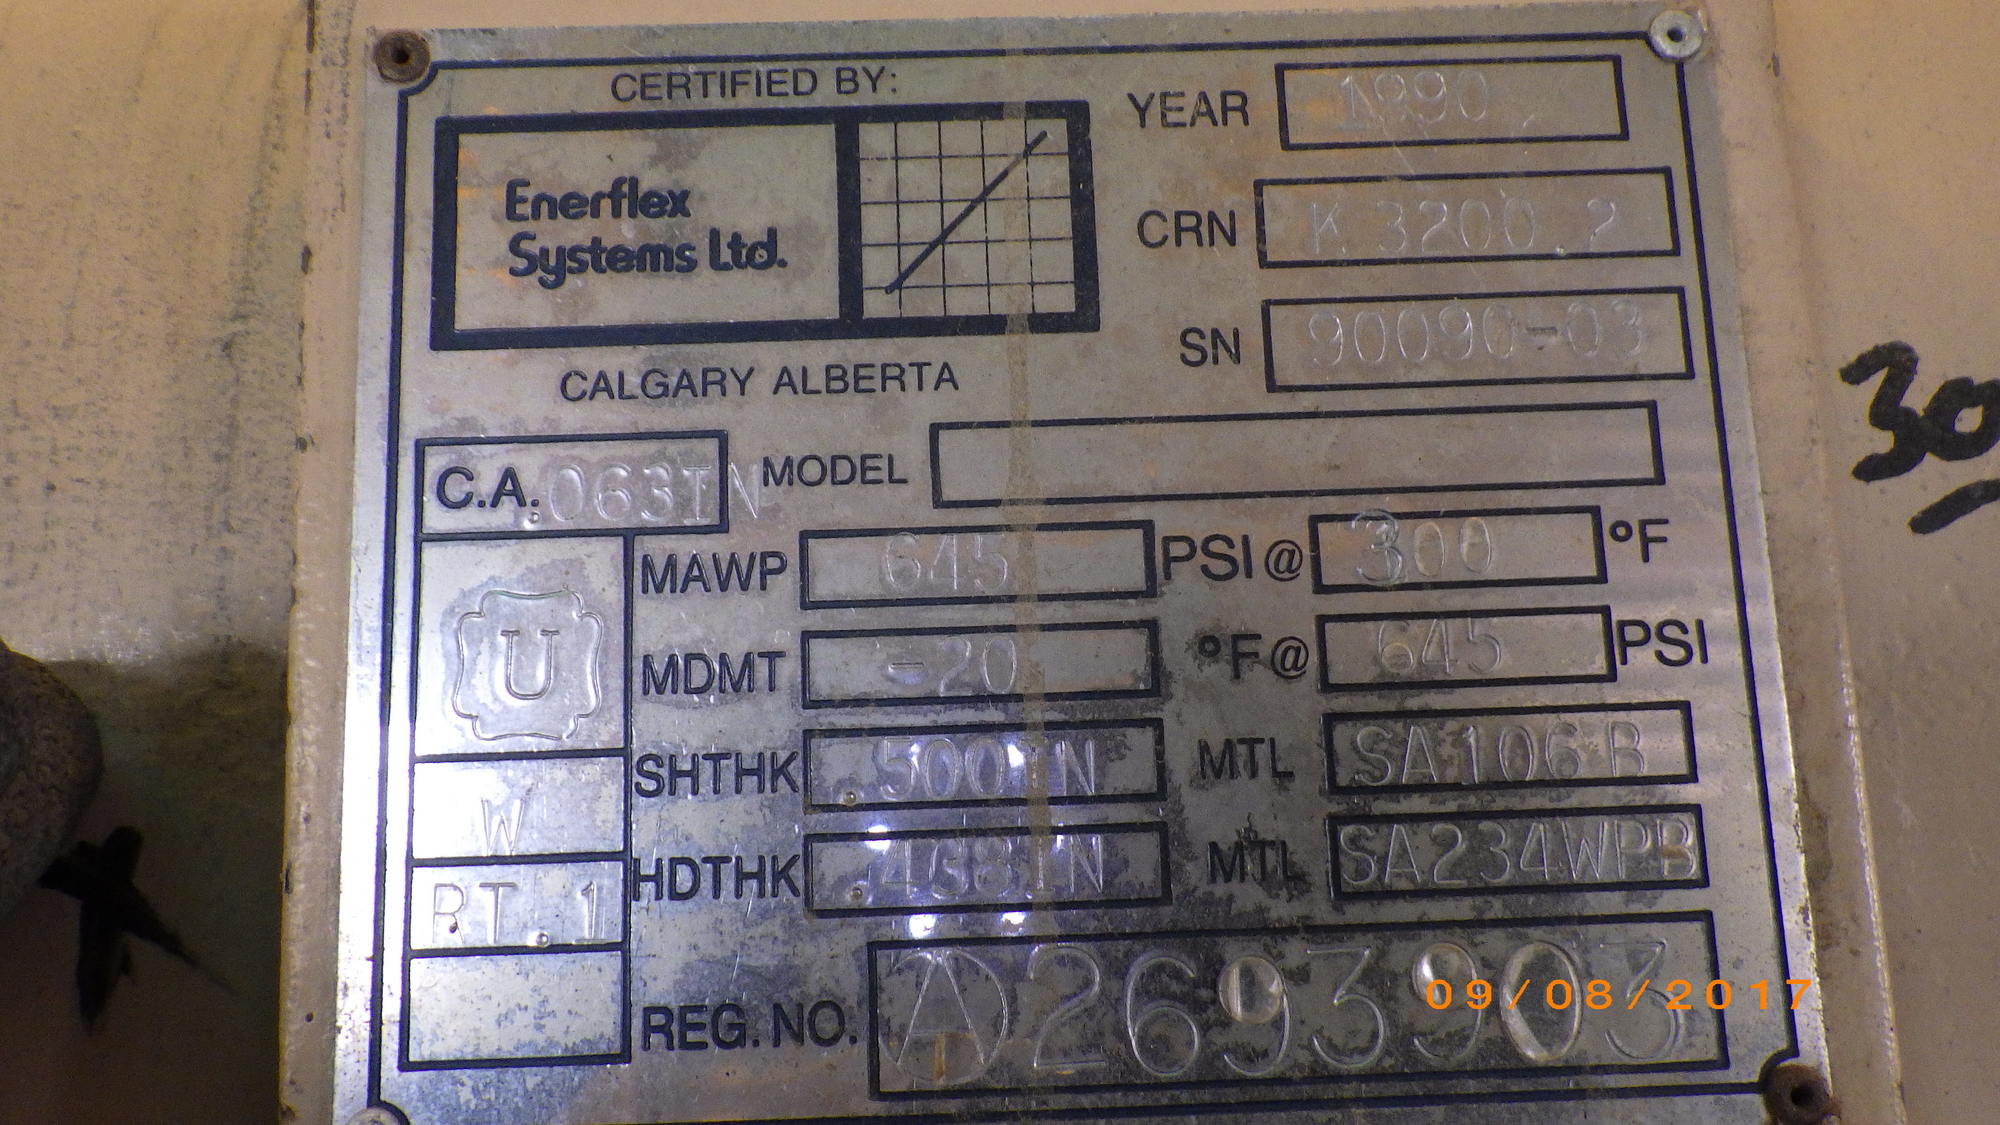 CERTIFIED BY:
Enerflex
Systems Ltd.
CALGARY ALBERTA
YEAR 1990
CRN K 3200.2
SN 90090-03
C.A. .063IN
MODEL
MAWP 645 PSI @ 300 °F
MDMT -20 °F @ 645 PSI
SHTHK .500IN MTL SA106 B
HDTHK MTL SA234WPB
U
W
RT.1
REG. NO. A2693903
30
09/08/2017